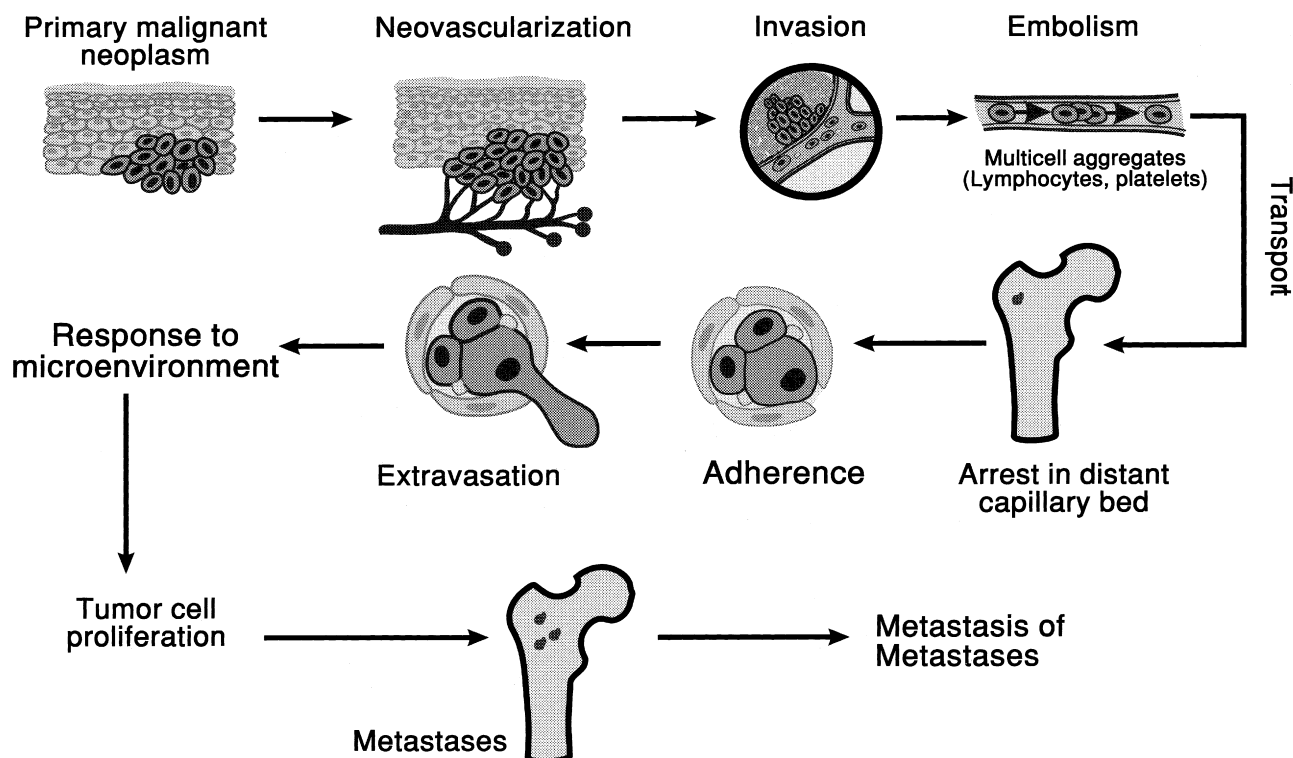 Primary malignant
neoplasm
Neovascularization
Invasion
Embolism
Multicell aggregates
(Lymphocytes, platelets)
Transport
Arrest in distant
capillary bed
Adherence
Extravasation
Response to
microenvironment
Tumor cell
proliferation
Metastases
Metastasis of
Metastases